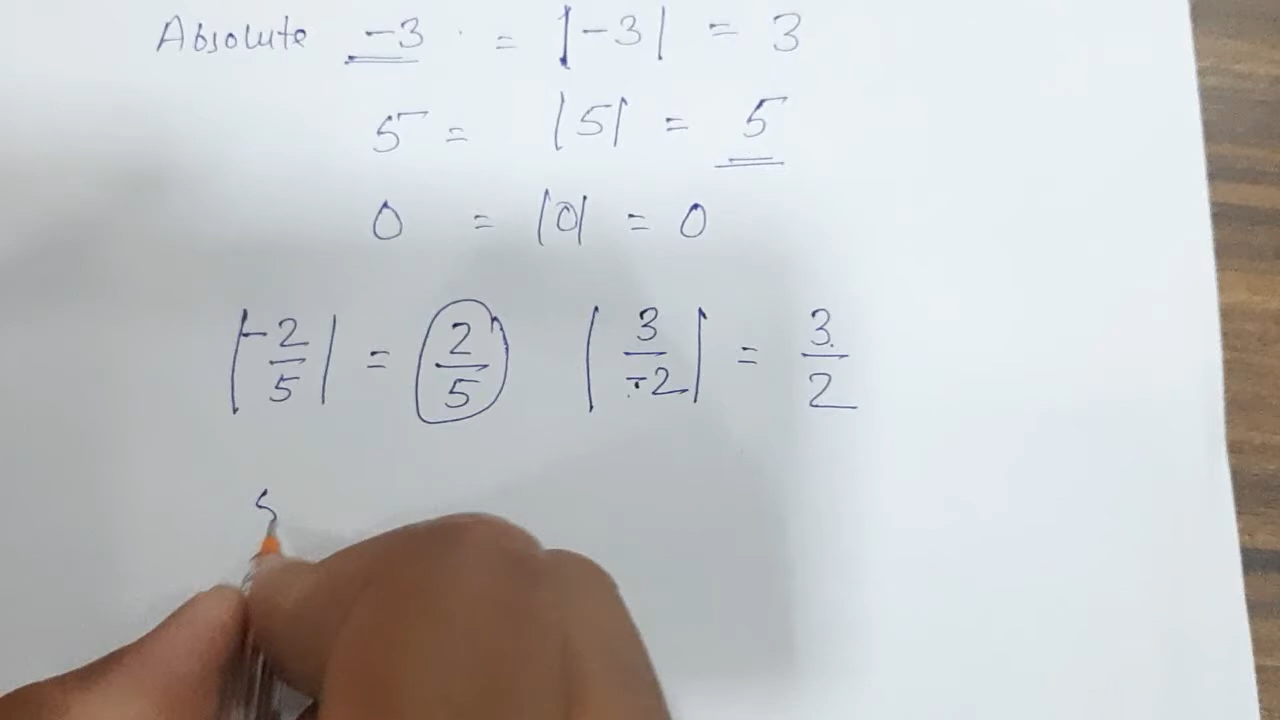 Absolute -3 = |-3| = 3
5 = |5| = 5
0 = |0| = 0
|-2/5| = 2/5 |3/-2| = 3/2